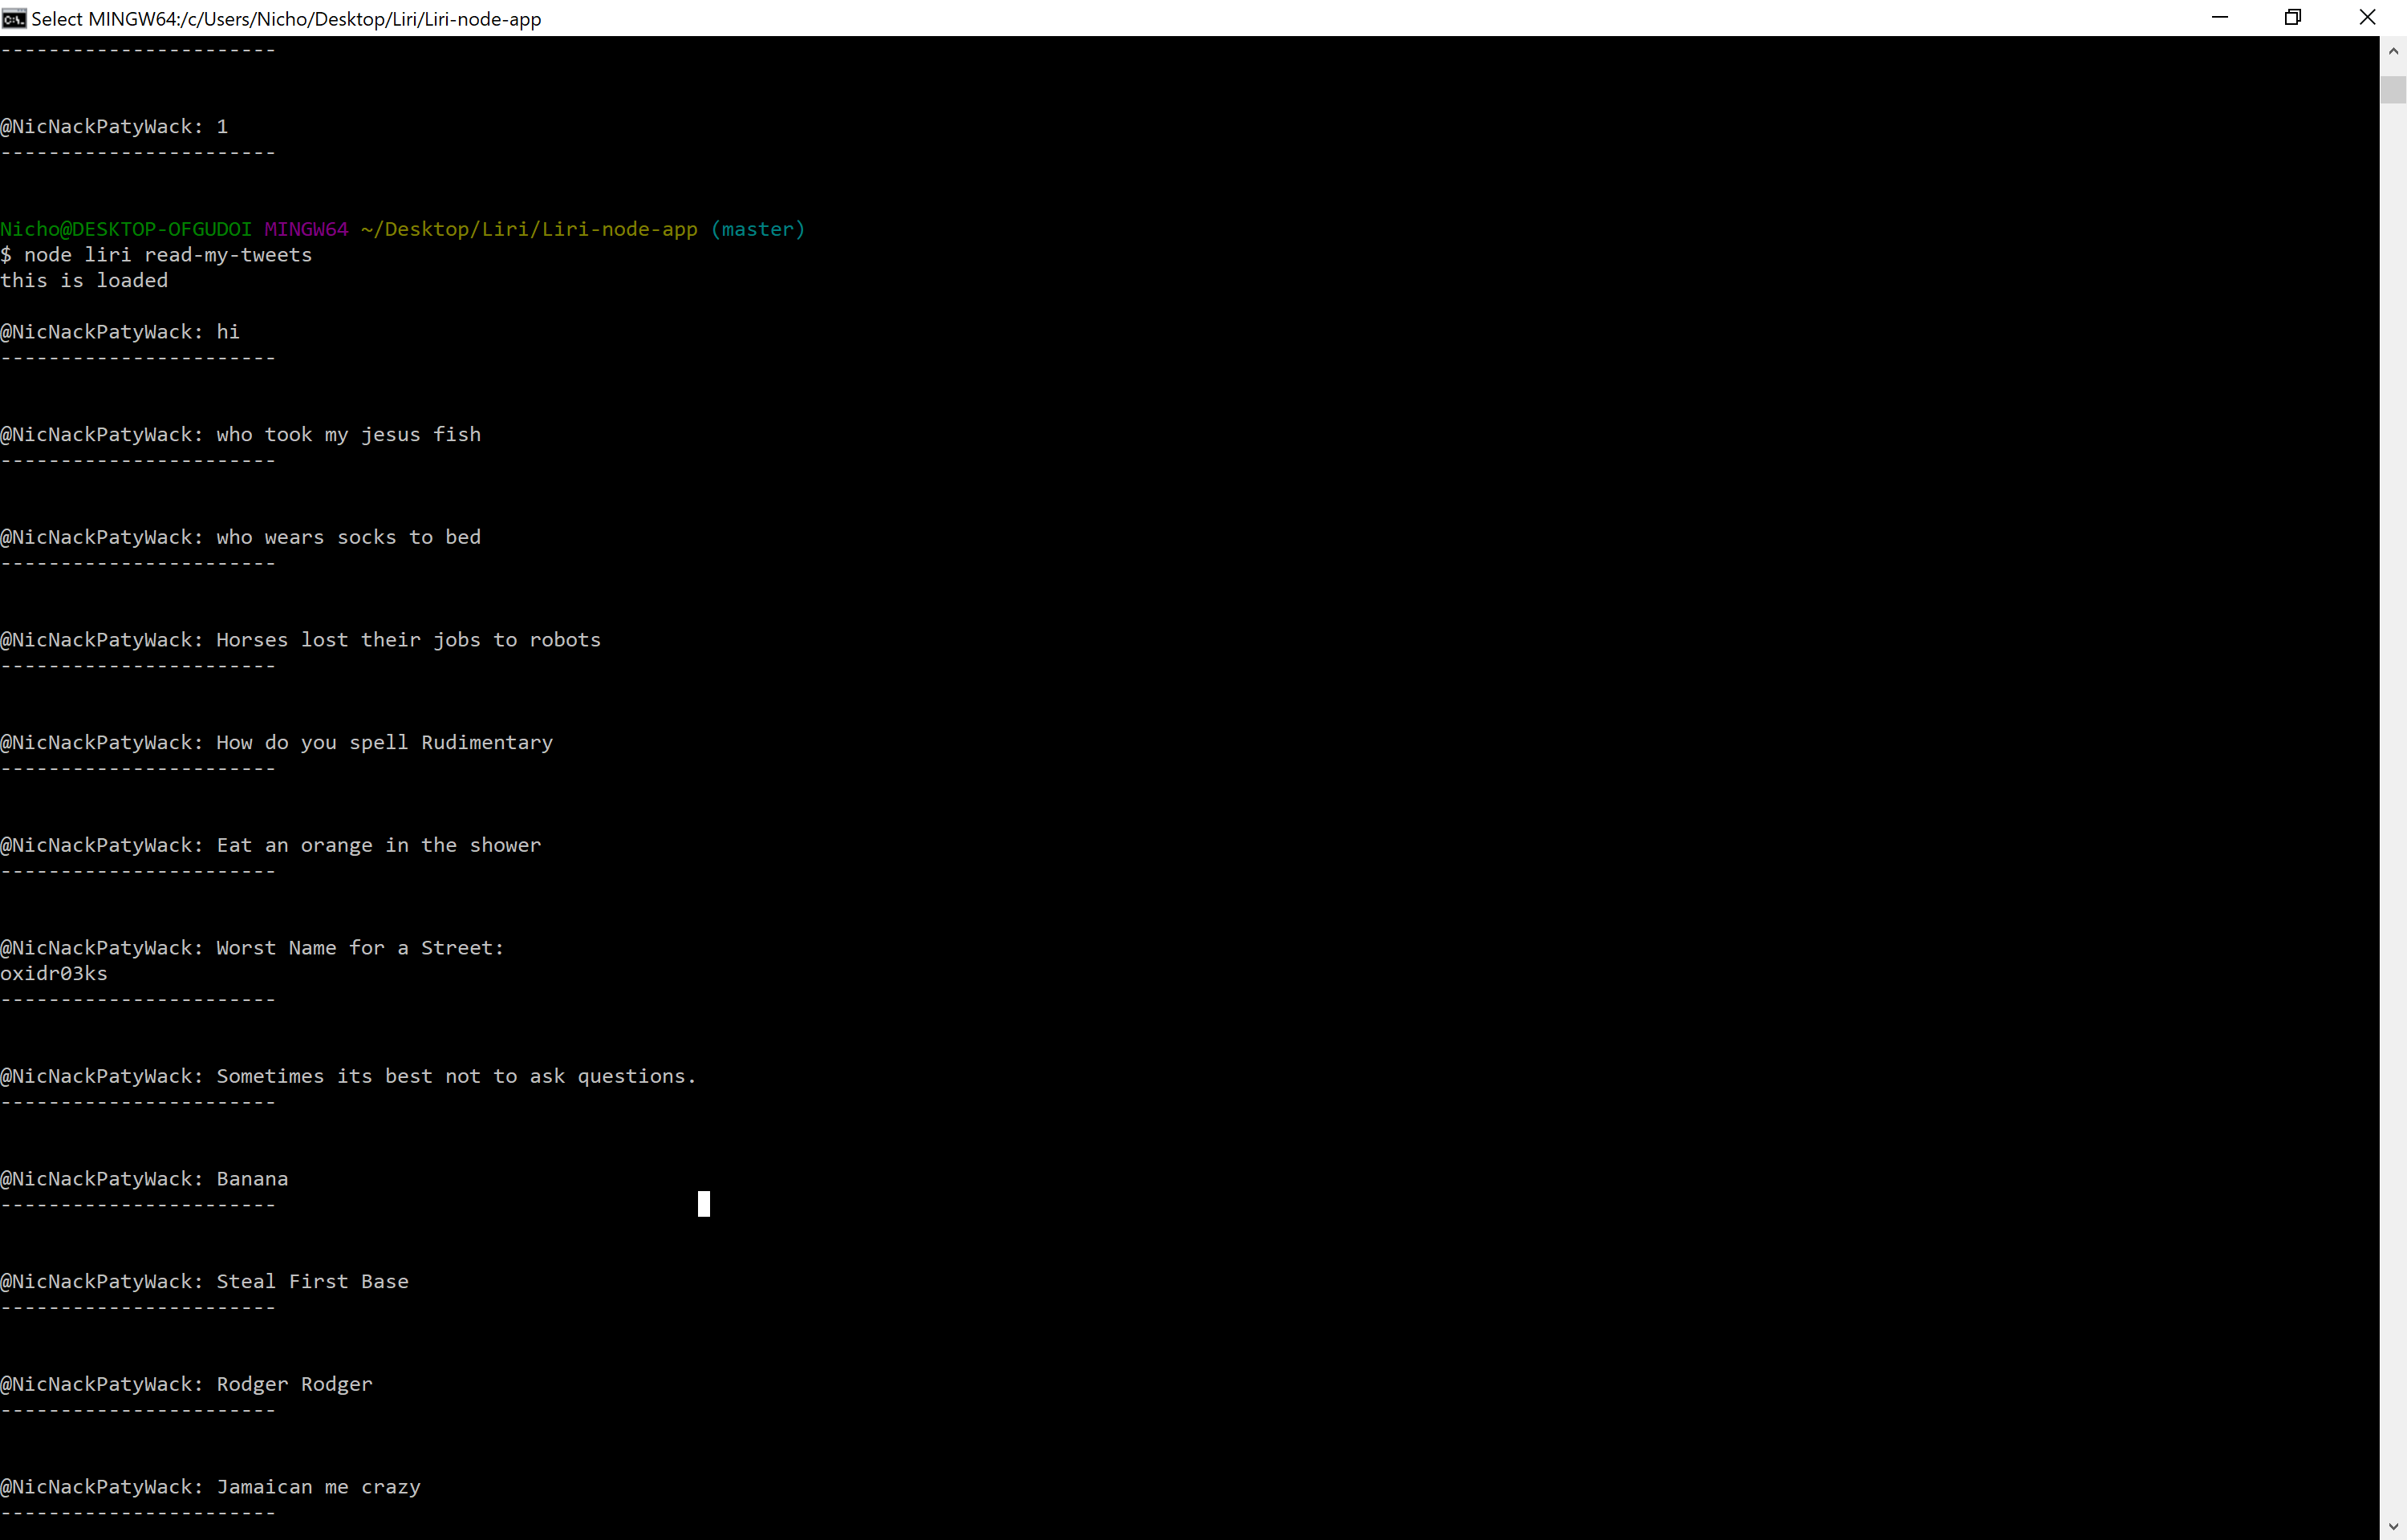 Select MINGW64:/c/Users/Nicho/Desktop/Liri/Liri-node-app
-----------------------
@NicNackPatyWack: 1
-----------------------
Nicho@DESKTOP-OFGUDOI MINGW64 ~/Desktop/Liri/Liri-node-app (master)
$ node liri read-my-tweets
this is loaded
@NicNackPatyWack: hi
-----------------------
@NicNackPatyWack: who took my jesus fish
-----------------------
@NicNackPatyWack: who wears socks to bed
-----------------------
@NicNackPatyWack: Horses lost their jobs to robots
-----------------------
@NicNackPatyWack: How do you spell Rudimentary
-----------------------
@NicNackPatyWack: Eat an orange in the shower
-----------------------
@NicNackPatyWack: Worst Name for a Street:
oxidr03ks
-----------------------
@NicNackPatyWack: Sometimes its best not to ask questions.
-----------------------
@NicNackPatyWack: Banana
-----------------------
@NicNackPatyWack: Steal First Base
-----------------------
@NicNackPatyWack: Rodger Rodger
-----------------------
@NicNackPatyWack: Jamaican me crazy
-----------------------